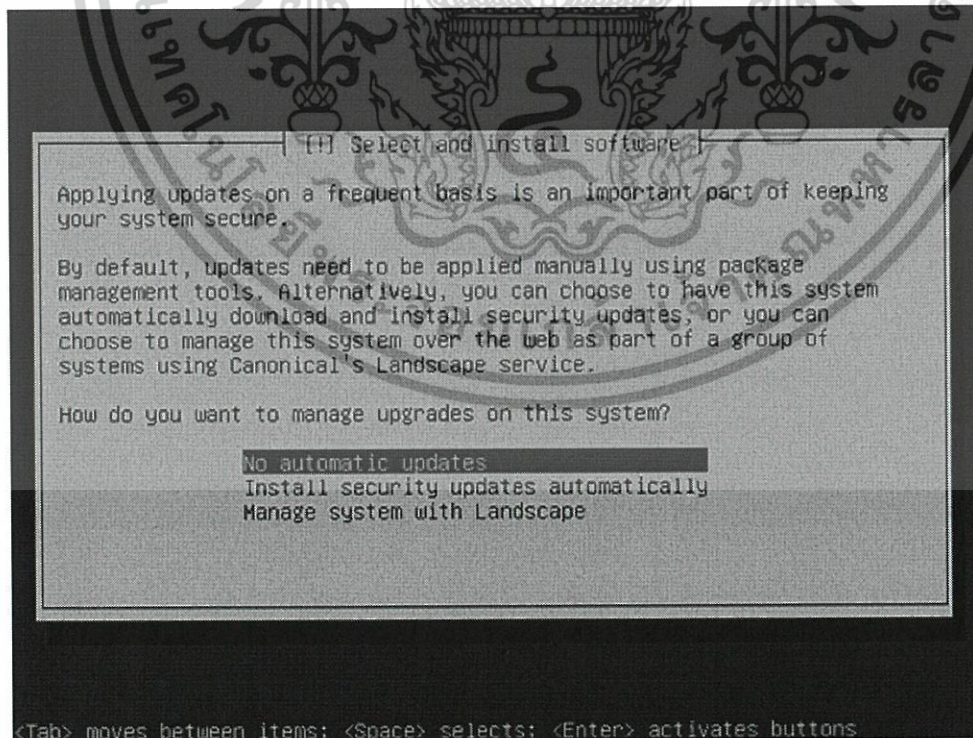 [!] Select and install software
Applying updates on a frequent basis is an important part of keeping
your system secure.
By default, updates need to be applied manually using package
management tools. Alternatively, you can choose to have this system
automatically download and install security updates, or you can
choose to manage this system over the web as part of a group of
systems using Canonical's Landscape service.
How do you want to manage upgrades on this system?
No automatic updates
Install security updates automatically
Manage system with Landscape
<Tab> moves between items; <Space> selects; <Enter> activates buttons